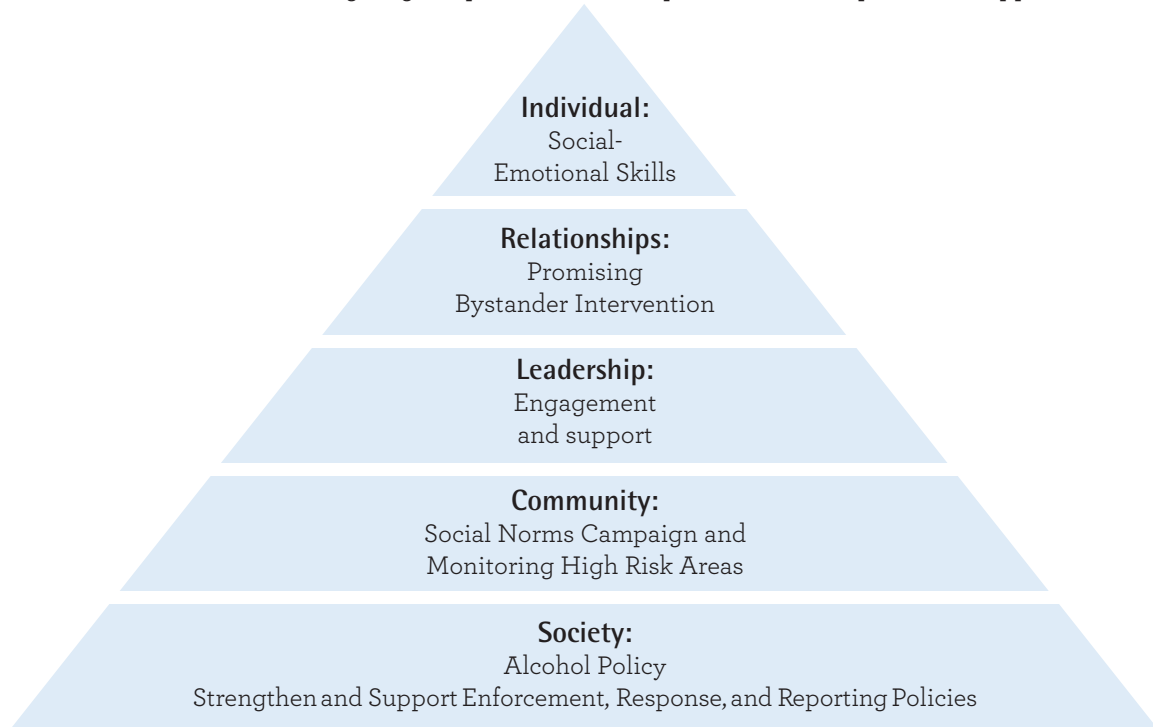 Individual:
Social-
Emotional Skills
Relationships:
Promising
Bystander Intervention
Leadership:
Engagement
and support
Community:
Social Norms Campaign and
Monitoring High Risk Areas
Society:
Alcohol Policy
Strengthen and Support Enforcement, Response, and Reporting Policies